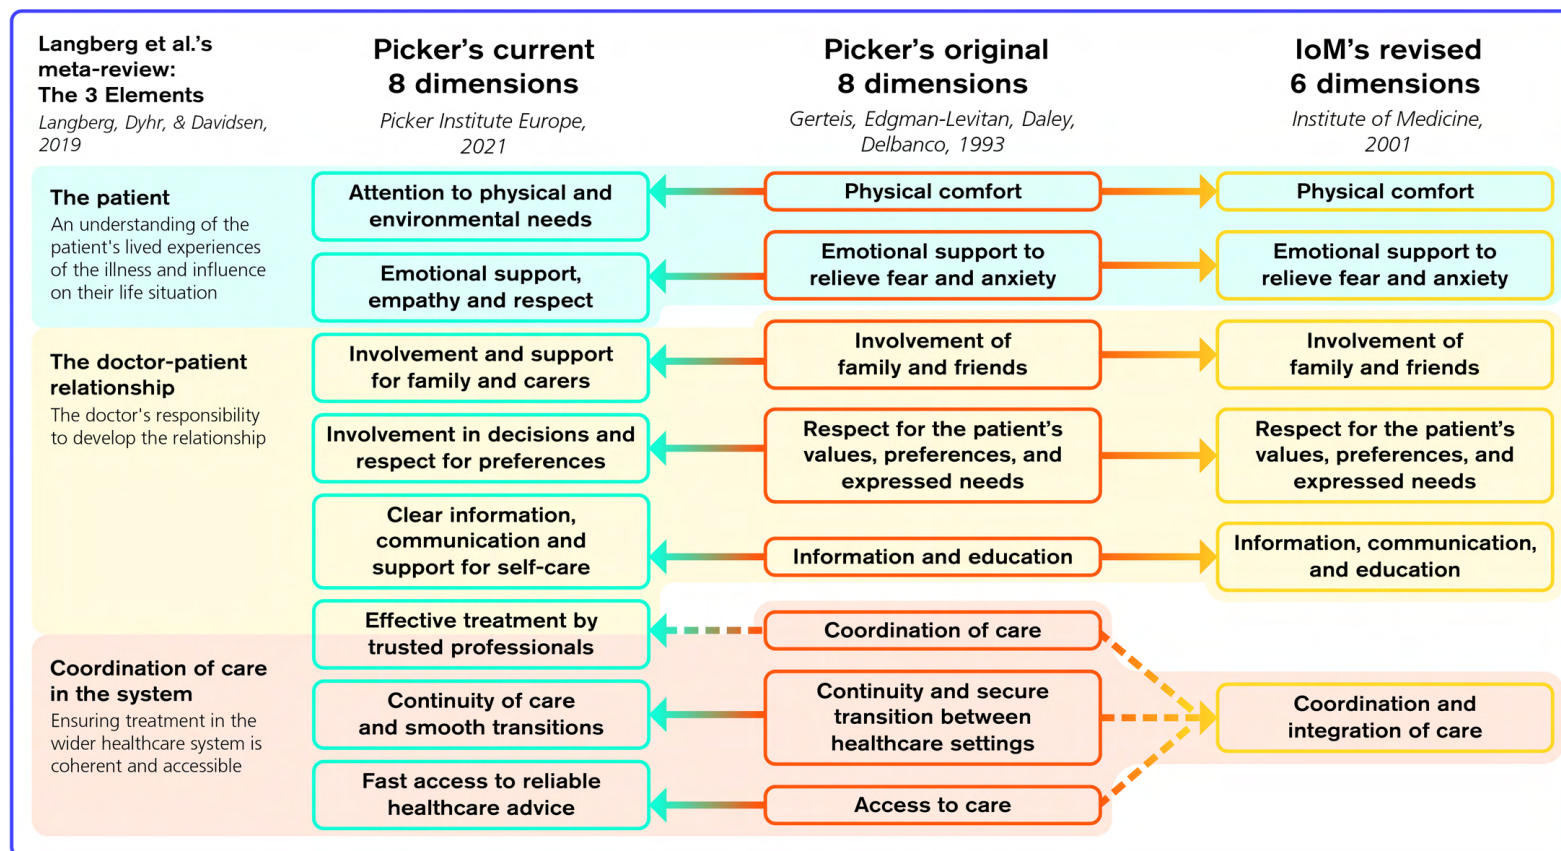 Langberg et al.'s
meta-review:
The 3 Elements
Langberg, Dyhr, & Davidsen,
2019
Picker's current
8 dimensions
Picker Institute Europe,
2021
Picker's original
8 dimensions
Gerteis, Edgman-Levitan, Daley,
Delbanco, 1993
IoM's revised
6 dimensions
Institute of Medicine,
2001
The patient
An understanding of the
patient's lived experiences
of the illness and influence
on their life situation
Attention to physical and
environmental needs
Physical comfort
Physical comfort
Emotional support,
empathy and respect
Emotional support to
relieve fear and anxiety
Emotional support to
relieve fear and anxiety
The doctor-patient
relationship
The doctor's responsibility
to develop the relationship
Involvement and support
for family and carers
Involvement of
family and friends
Involvement of
family and friends
Involvement in decisions and
respect for preferences
Respect for the patient's
values, preferences, and
expressed needs
Respect for the patient's
values, preferences, and
expressed needs
Clear information,
communication and
support for self-care
Information and education
Information, communication,
and education
Effective treatment by
trusted professionals
Coordination of care
Coordination of care
in the system
Ensuring treatment in the
wider healthcare system is
coherent and accessible
Continuity of care
and smooth transitions
Continuity and secure
transition between
healthcare settings
Coordination and
integration of care
Fast access to reliable
healthcare advice
Access to care